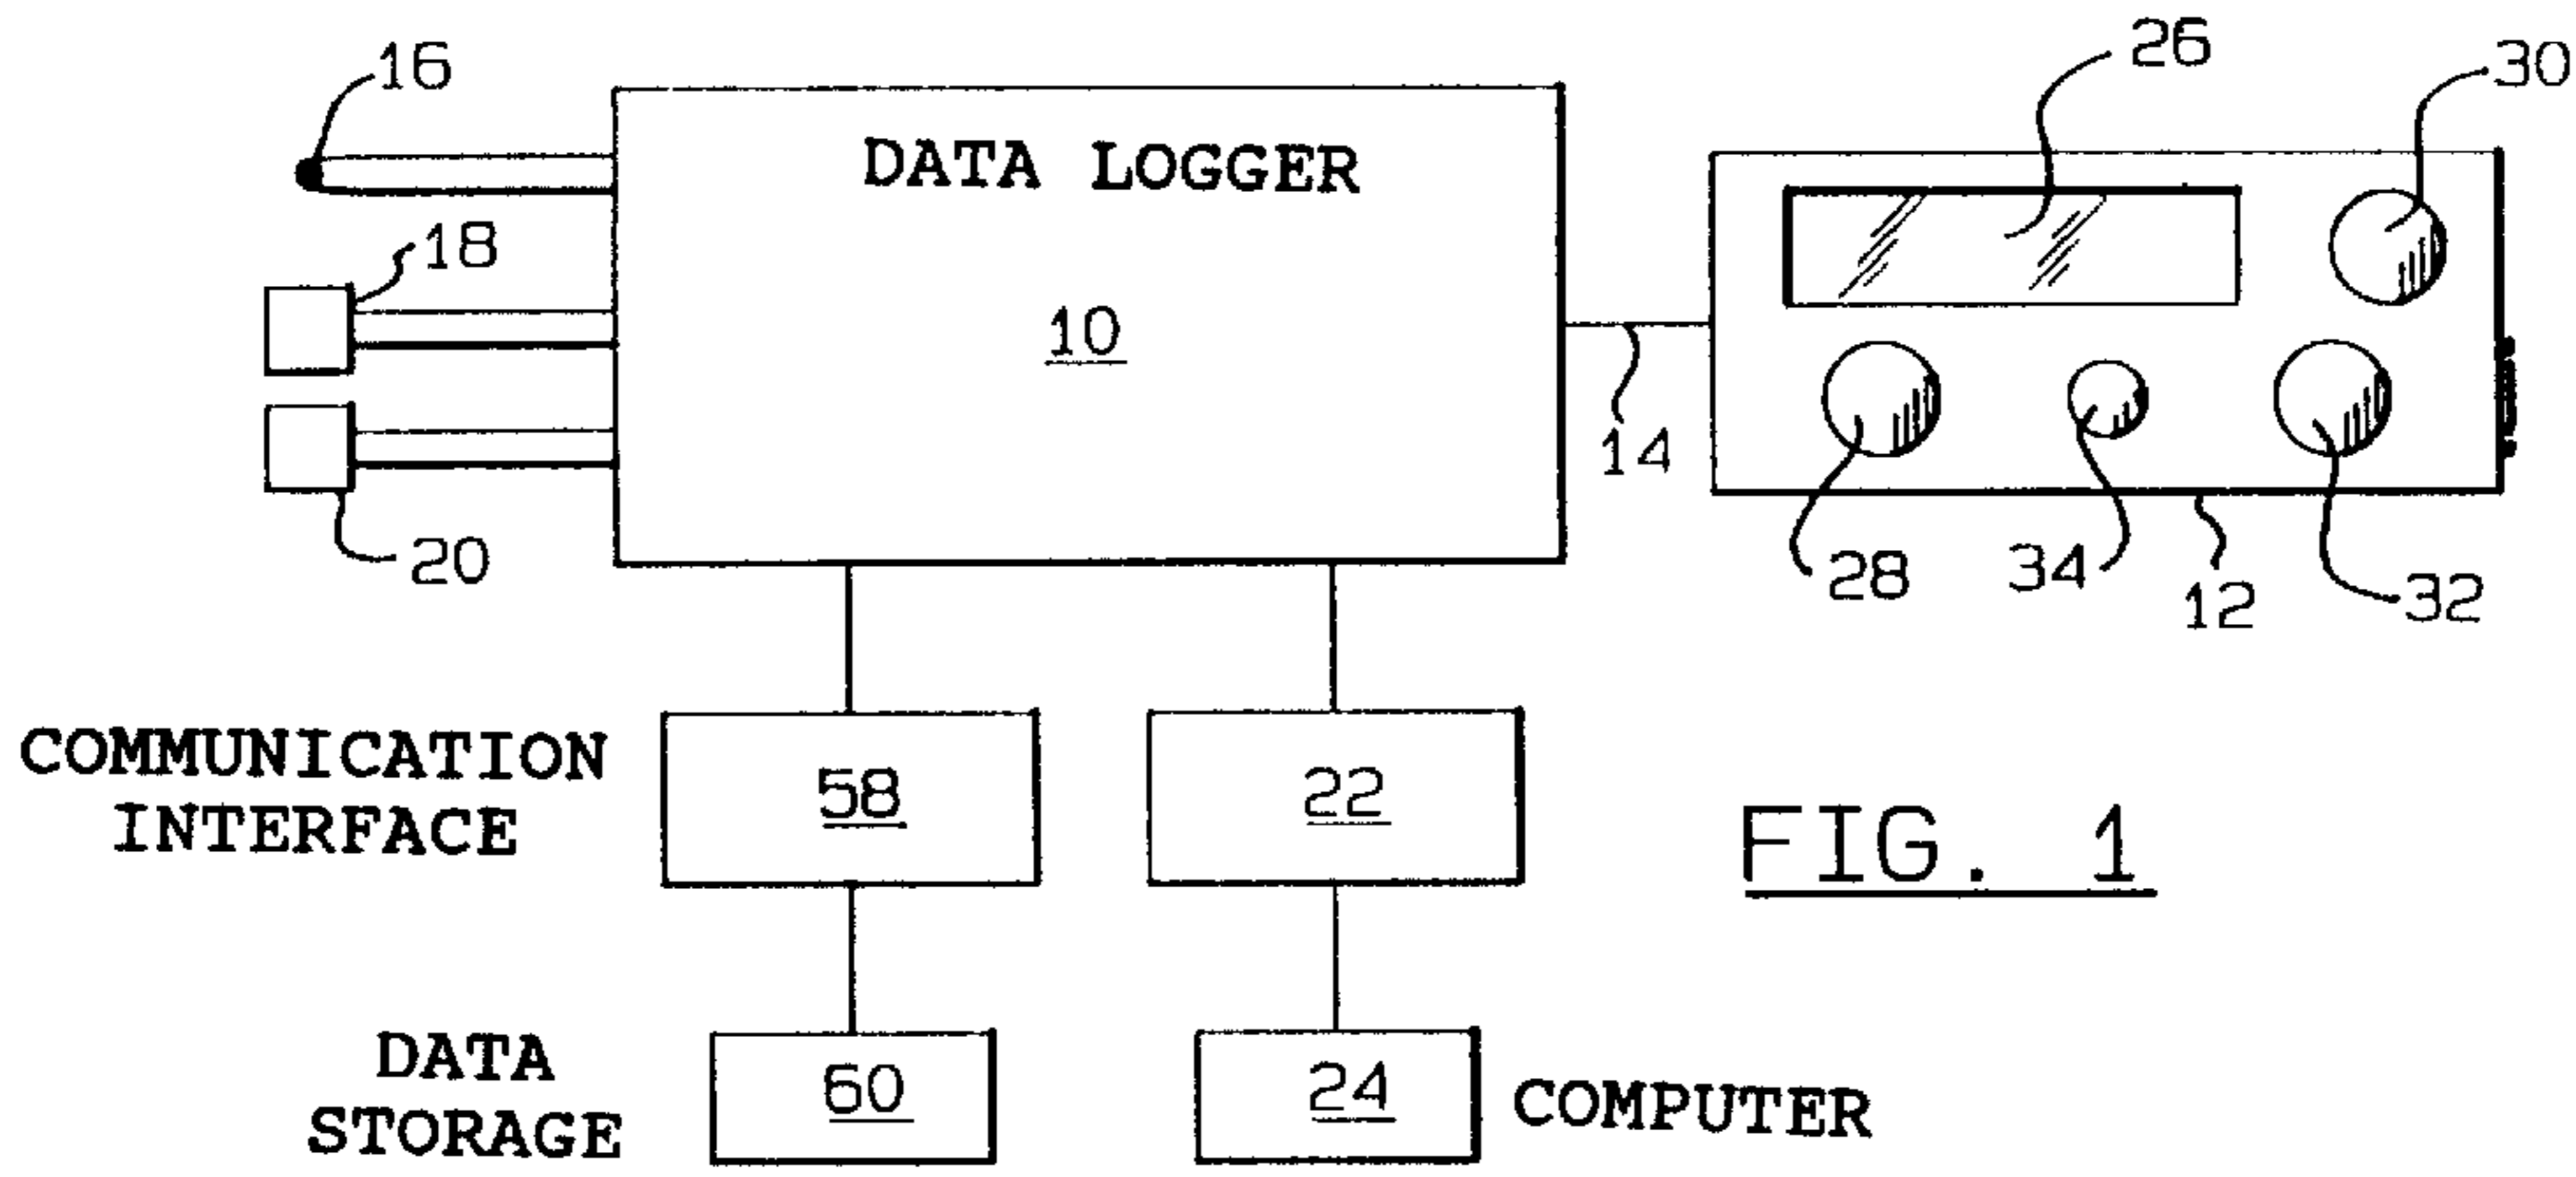 16
26
30
DATA LOGGER
18
10
14
20
28
34
12
32
COMMUNICATION
INTERFACE
58
22
FIG. 1
DATA
STORAGE
60
24
COMPUTER